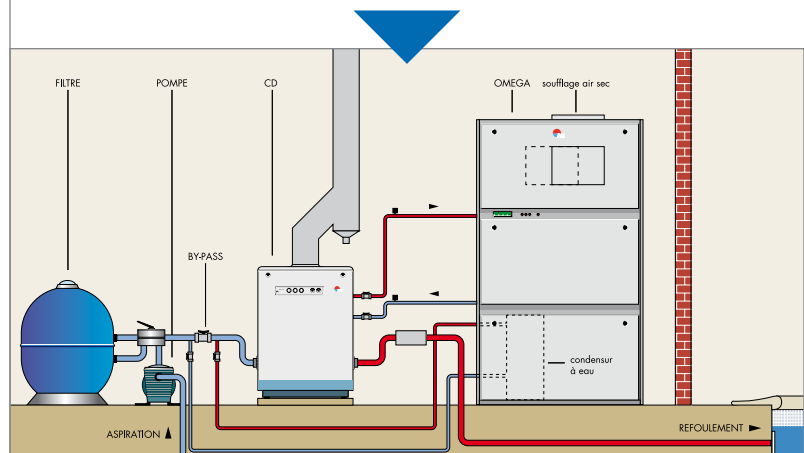 FILTRE
POMPE
CD
OMEGA
soufflage air sec
BY-PASS
condensur
à eau
ASPIRATION
REFOULEMENT